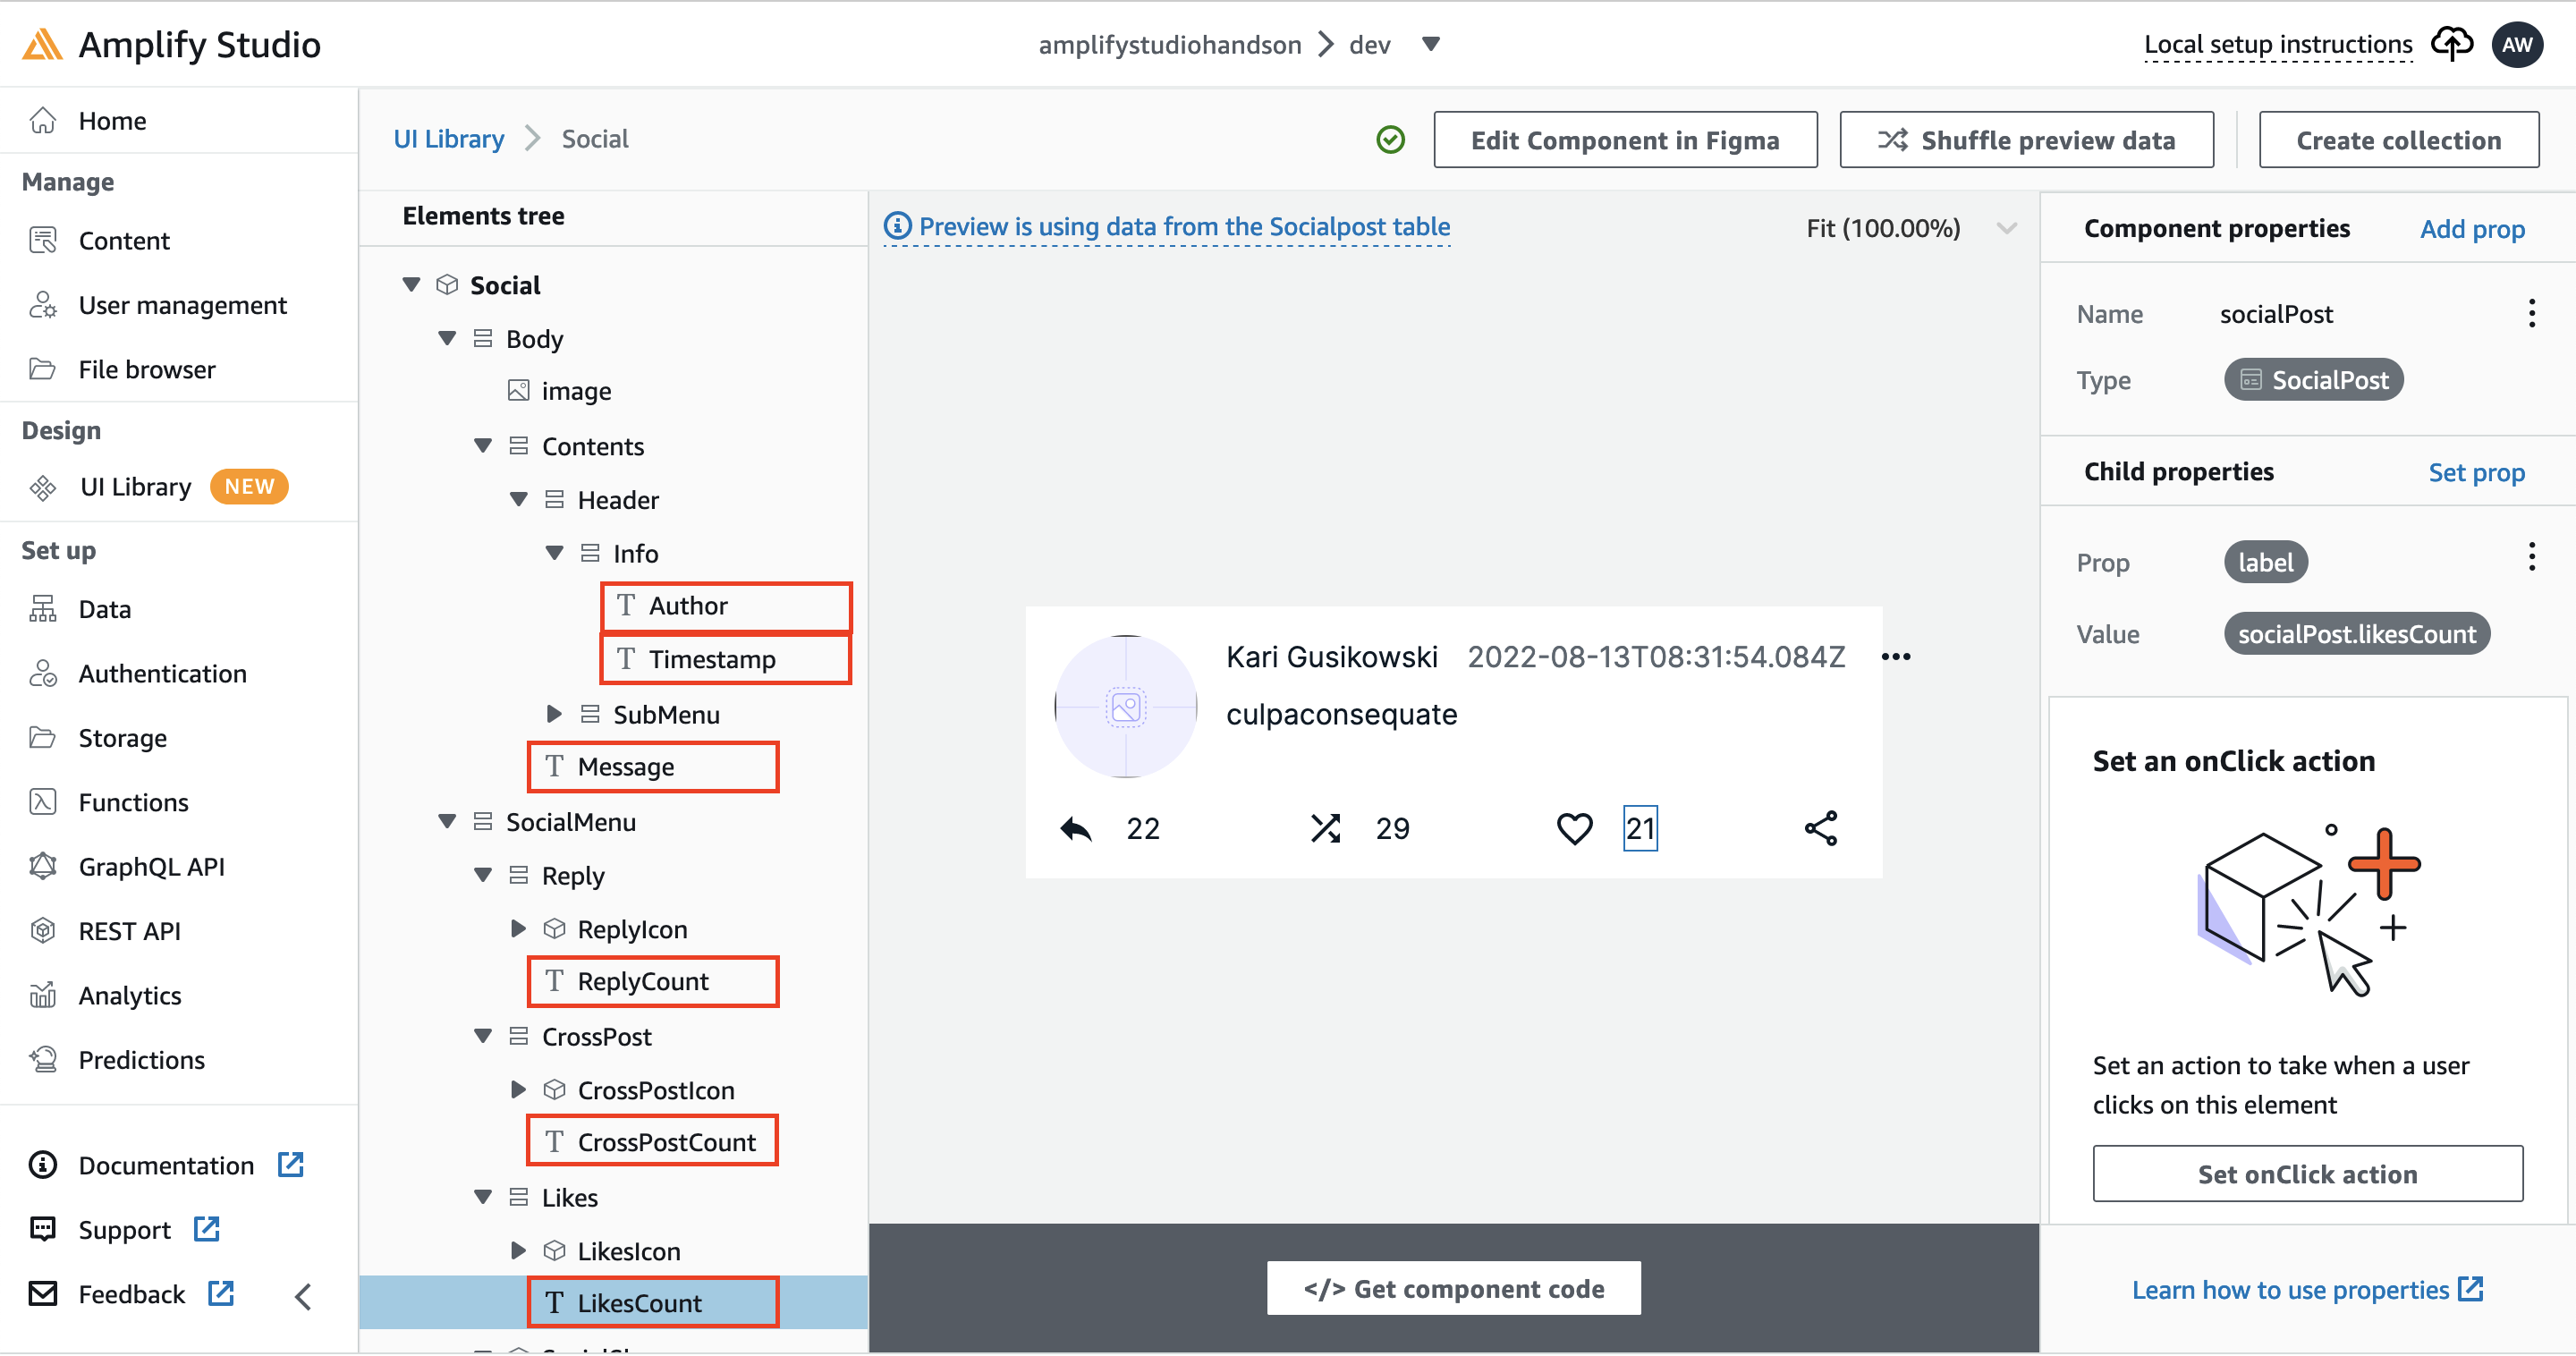 Amplify Studio
amplifystudiohandson > dev
Local setup instructions
AW
Home
Manage
Content
User management
File browser
Design
UI Library NEW
Set up
Data
Authentication
Storage
Functions
GraphQL API
REST API
Analytics
Predictions
Documentation
Support
Feedback
UI Library > Social
Edit Component in Figma
Shuffle preview data
Create collection
Elements tree
Social
Body
image
Contents
Header
Info
T Author
T Timestamp
SubMenu
T Message
SocialMenu
Reply
ReplyIcon
T ReplyCount
CrossPost
CrossPostIcon
T CrossPostCount
Likes
LikesIcon
T LikesCount
Preview is using data from the Socialpost table
Fit (100.00%)
Kari Gusikowski 2022-08-13T08:31:54.084Z
culpaconsequate
22 29 21
</> Get component code
Component properties Add prop
Name socialPost
Type SocialPost
Child properties Set prop
Prop label
Value socialPost.likesCount
Set an onClick action
Set an action to take when a user
clicks on this element
Set onClick action
Learn how to use properties